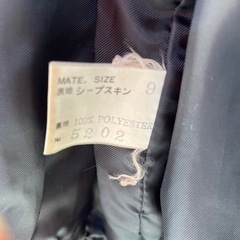 MATE. SIZE
表地 シープスキン 9
裏地 100% POLYESTER
№ 5202